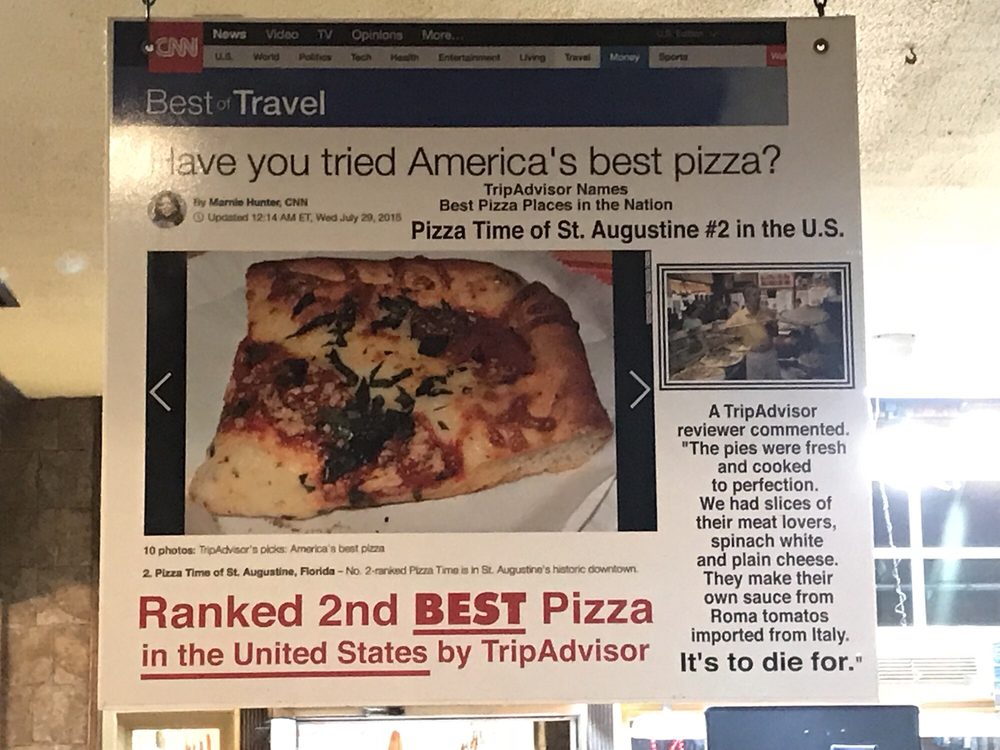 CNN
News Video TV Opinions More...
U.S. Edition
U.S. World Politics Tech Health Entertainment Living Travel Money Sports
Best of Travel
Have you tried America's best pizza?
TripAdvisor Names
Best Pizza Places in the Nation
By Marnie Hunter, CNN
Updated 12:14 AM ET, Wed July 29, 2015
Pizza Time of St. Augustine #2 in the U.S.
A TripAdvisor
reviewer commented.
"The pies were fresh
and cooked
to perfection.
We had slices of
their meat lovers,
spinach white
and plain cheese.
They make their
own sauce from
Roma tomatos
imported from Italy.
It's to die for."
10 photos: TripAdvisor's picks: America's best pizza
2. Pizza Time of St. Augustine, Florida – No. 2-ranked Pizza Time is in St. Augustine's historic downtown.
Ranked 2nd BEST Pizza
in the United States by TripAdvisor